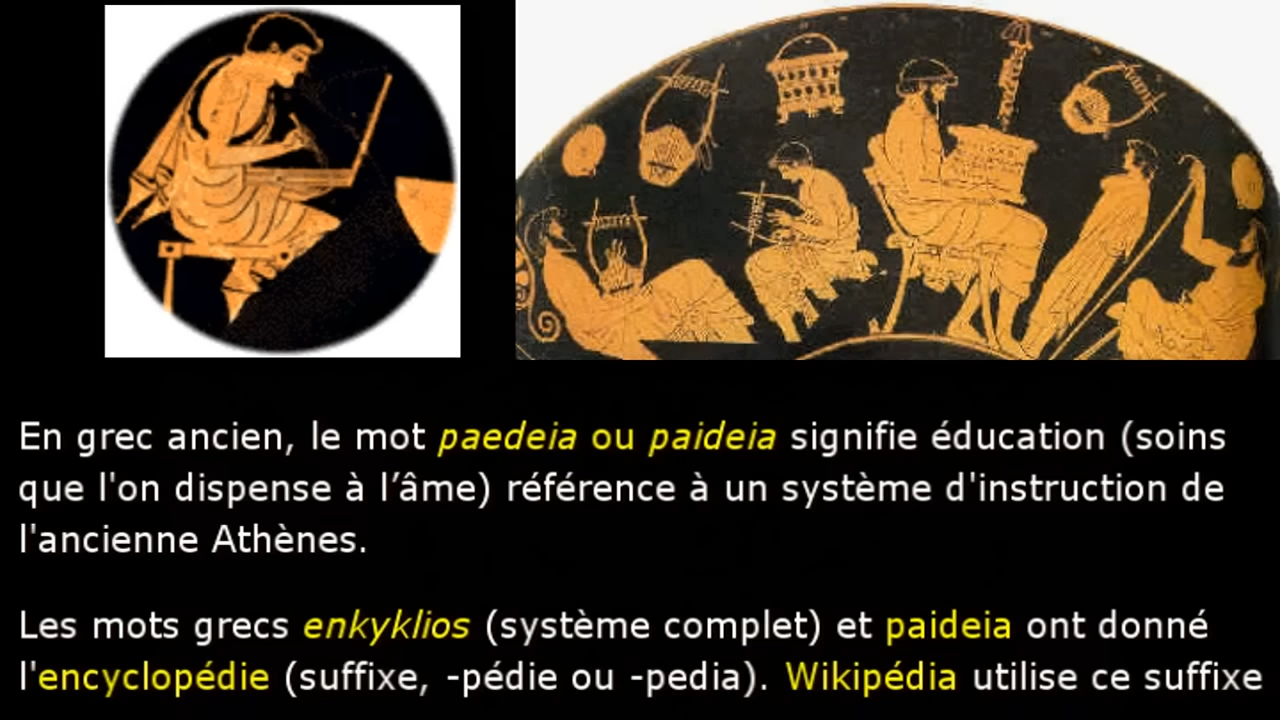 En grec ancien, le mot paedeia ou paideia signifie éducation (soins
que l'on dispense à l’âme) référence à un système d'instruction de
l'ancienne Athènes.
Les mots grecs enkyklios (système complet) et paideia ont donné
l'encyclopédie (suffixe, -pédie ou -pedia). Wikipédia utilise ce suffixe